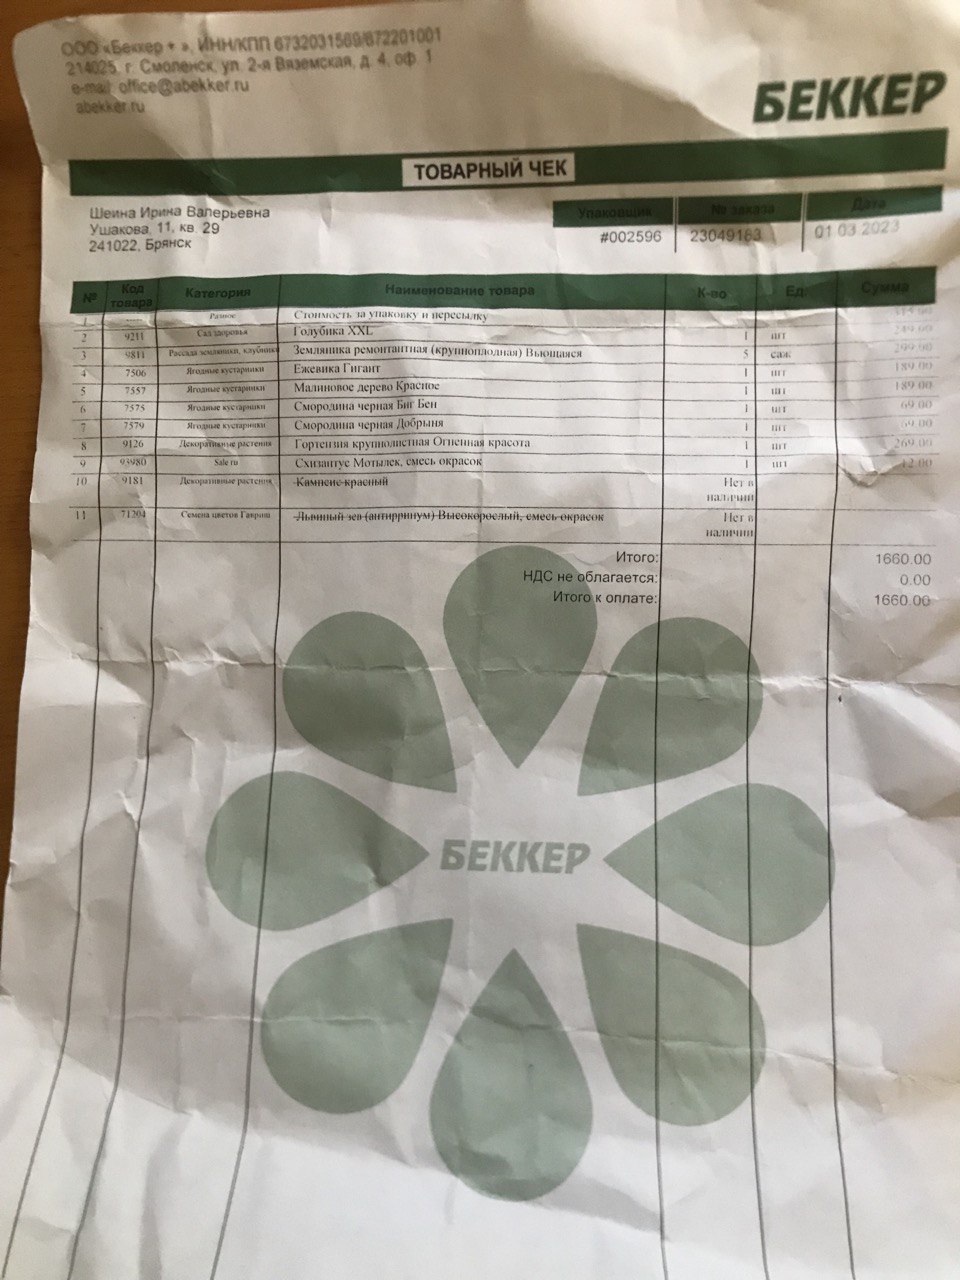 ООО «Беккер + », ИНН/КПП 6732031569/672201001
214025, г. Смоленск, ул. 2-я Вяземская, д. 4, оф. 1
e-mail: office@abekker.ru
abekker.ru
БЕККЕР
ТОВАРНЫЙ ЧЕК
Шеина Ирина Валерьевна
Ушакова, 11, кв. 29
241022, Брянск
Упаковщик № заказа Дата
#002596 23049183 01 03 2023
№ Код товара Категория Наименование товара К-во Ед. Сумма
1 Разное Стоимость за упаковку и пересылку
2 9211 Сад здоровья Голубика XXL 1 шт 249.00
3 9811 Рассада земляники, клубники Земляника ремонтантная (крупноплодная) Вьющаяся 5 саж 299.00
4 7506 Ягодные кустарники Ежевика Гигант 1 шт 189.00
5 7557 Ягодные кустарники Малиновое дерево Красное 1 шт 189.00
6 7575 Ягодные кустарники Смородина черная Биг Бен 1 шт 69.00
7 7579 Ягодные кустарники Смородина черная Добрыня 1 шт
8 9126 Декоративные растения Гортензия крупнолистная Огненная красота 1 шт 269.00
9 93980 Sale ru Схизантус Мотылек, смесь окрасок 1 шт 12.00
10 9181 Декоративные растения Кампсис красный Нет в наличии
11 71204 Семена цветов Гавриш Львиный зев (антирринум) Высокорослый, смесь окрасок Нет в наличии
Итого: 1660.00
НДС не облагается: 0.00
Итого к оплате: 1660.00
БЕККЕР